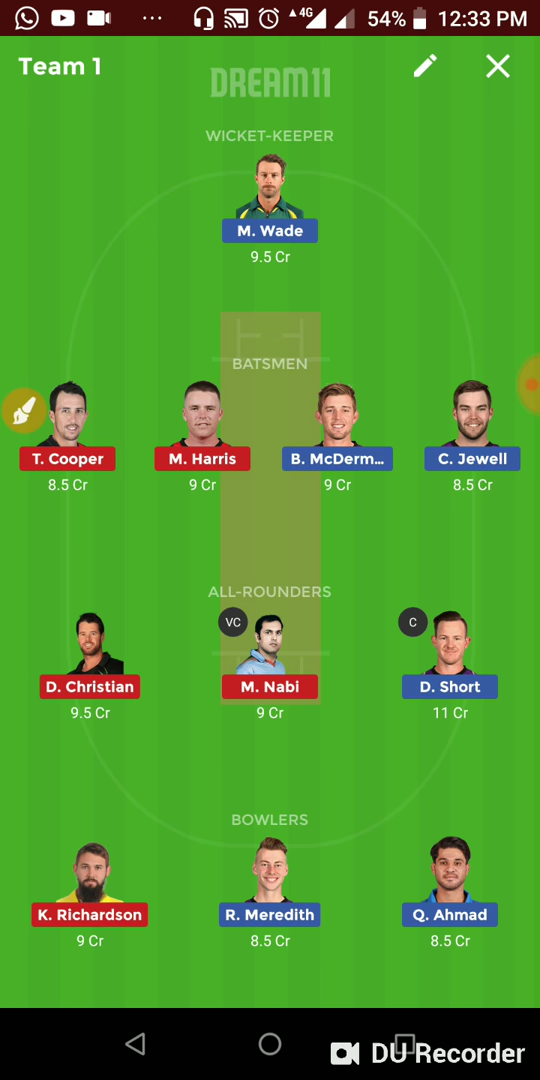 4G 54% 12:33 PM
Team 1
DREAM11
WICKET-KEEPER
M. Wade
9.5 Cr
BATSMEN
T. Cooper M. Harris B. McDerm... C. Jewell
8.5 Cr 9 Cr 9 Cr 8.5 Cr
ALL-ROUNDERS
VC C
D. Christian M. Nabi D. Short
9.5 Cr 9 Cr 11 Cr
BOWLERS
K. Richardson R. Meredith Q. Ahmad
9 Cr 8.5 Cr 8.5 Cr
DU Recorder